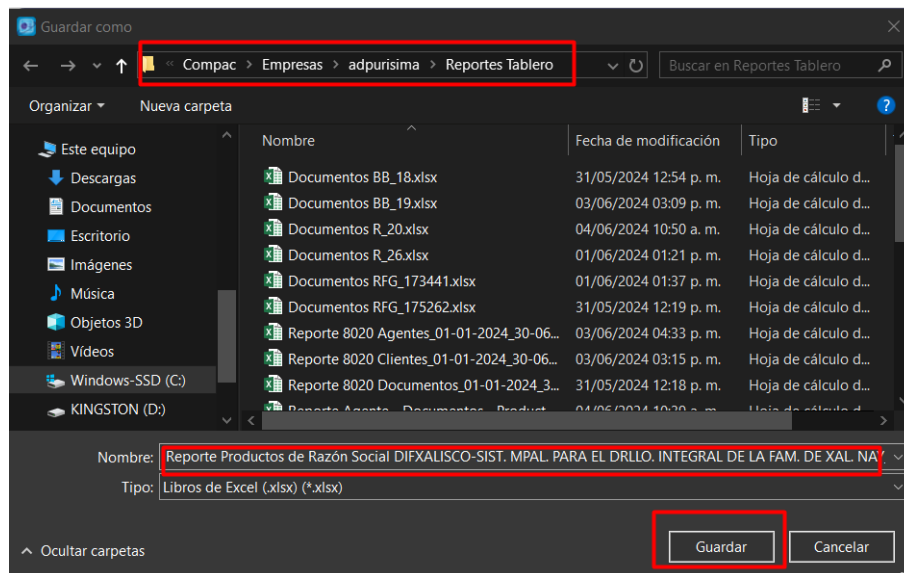 Guardar como
« Compac > Empresas > adpurisima > Reportes Tablero
Buscar en Reportes Tablero
Organizar
Nueva carpeta
Nombre
Fecha de modificación
Tipo
Este equipo
Descargas
Documentos
Escritorio
Imágenes
Música
Objetos 3D
Vídeos
Windows-SSD (C:)
KINGSTON (D:)
Documentos BB_18.xlsx 31/05/2024 12:54 p. m. Hoja de cálculo d...
Documentos BB_19.xlsx 03/06/2024 03:09 p. m. Hoja de cálculo d...
Documentos R_20.xlsx 04/06/2024 10:50 a. m. Hoja de cálculo d...
Documentos R_26.xlsx 01/06/2024 01:21 p. m. Hoja de cálculo d...
Documentos RFG_173441.xlsx 01/06/2024 01:37 p. m. Hoja de cálculo d...
Documentos RFG_175262.xlsx 31/05/2024 12:19 p. m. Hoja de cálculo d...
Reporte 8020 Agentes_01-01-2024_30-06... 03/06/2024 04:33 p. m. Hoja de cálculo d...
Reporte 8020 Clientes_01-01-2024_30-06... 03/06/2024 03:15 p. m. Hoja de cálculo d...
Reporte 8020 Documentos_01-01-2024_3... 31/05/2024 12:18 p. m. Hoja de cálculo d...
Nombre: Reporte Productos de Razón Social DIFXALISCO-SIST. MPAL. PARA EL DRLLO. INTEGRAL DE LA FAM. DE XAL. NAY_
Tipo: Libros de Excel (.xlsx) (*.xlsx)
Ocultar carpetas
Guardar
Cancelar